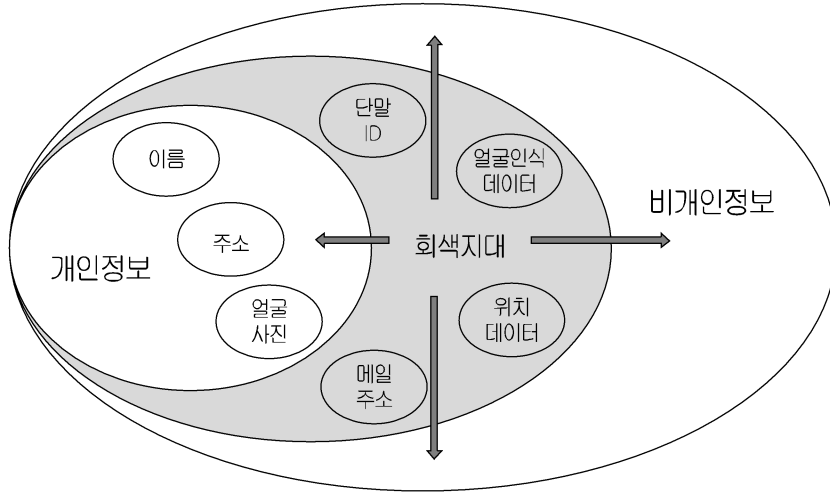 단말
ID
이름
얼굴인식
데이터
비개인정보
주소
회색지대
개인정보
얼굴
사진
위치
데이터
메일
주소